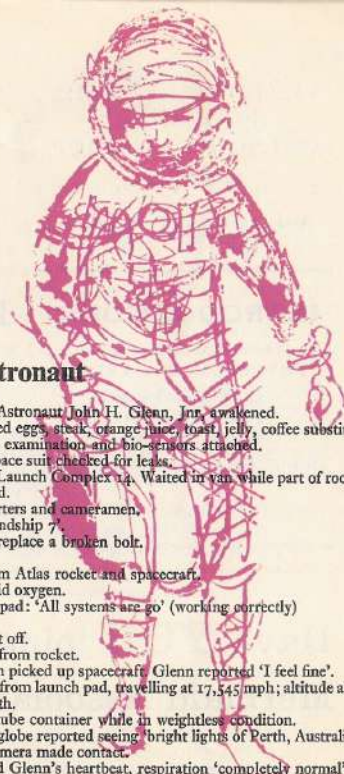 tronaut
Astronaut John H. Glenn, Jnr, awakened.
ed eggs, steak, orange juice, toast, jelly, coffee substit
examination and bio-sensors attached.
ace suit checked for leaks.
Launch Complex 14. Waited in van while part of roc
d.
rters and cameramen.
ndship 7'.
replace a broken bolt.
m Atlas rocket and spacecraft.
ld oxygen.
pad: 'All systems are go' (working correctly)
t off.
from rocket.
n picked up spacecraft. Glenn reported 'I feel fine'.
from launch pad, travelling at 17,545 mph; altitude a
th.
ube container while in weightless condition.
globe reported seeing 'bright lights of Perth, Australi
mera made contact.
d Glenn's heartbeat, respiration 'completely normal'